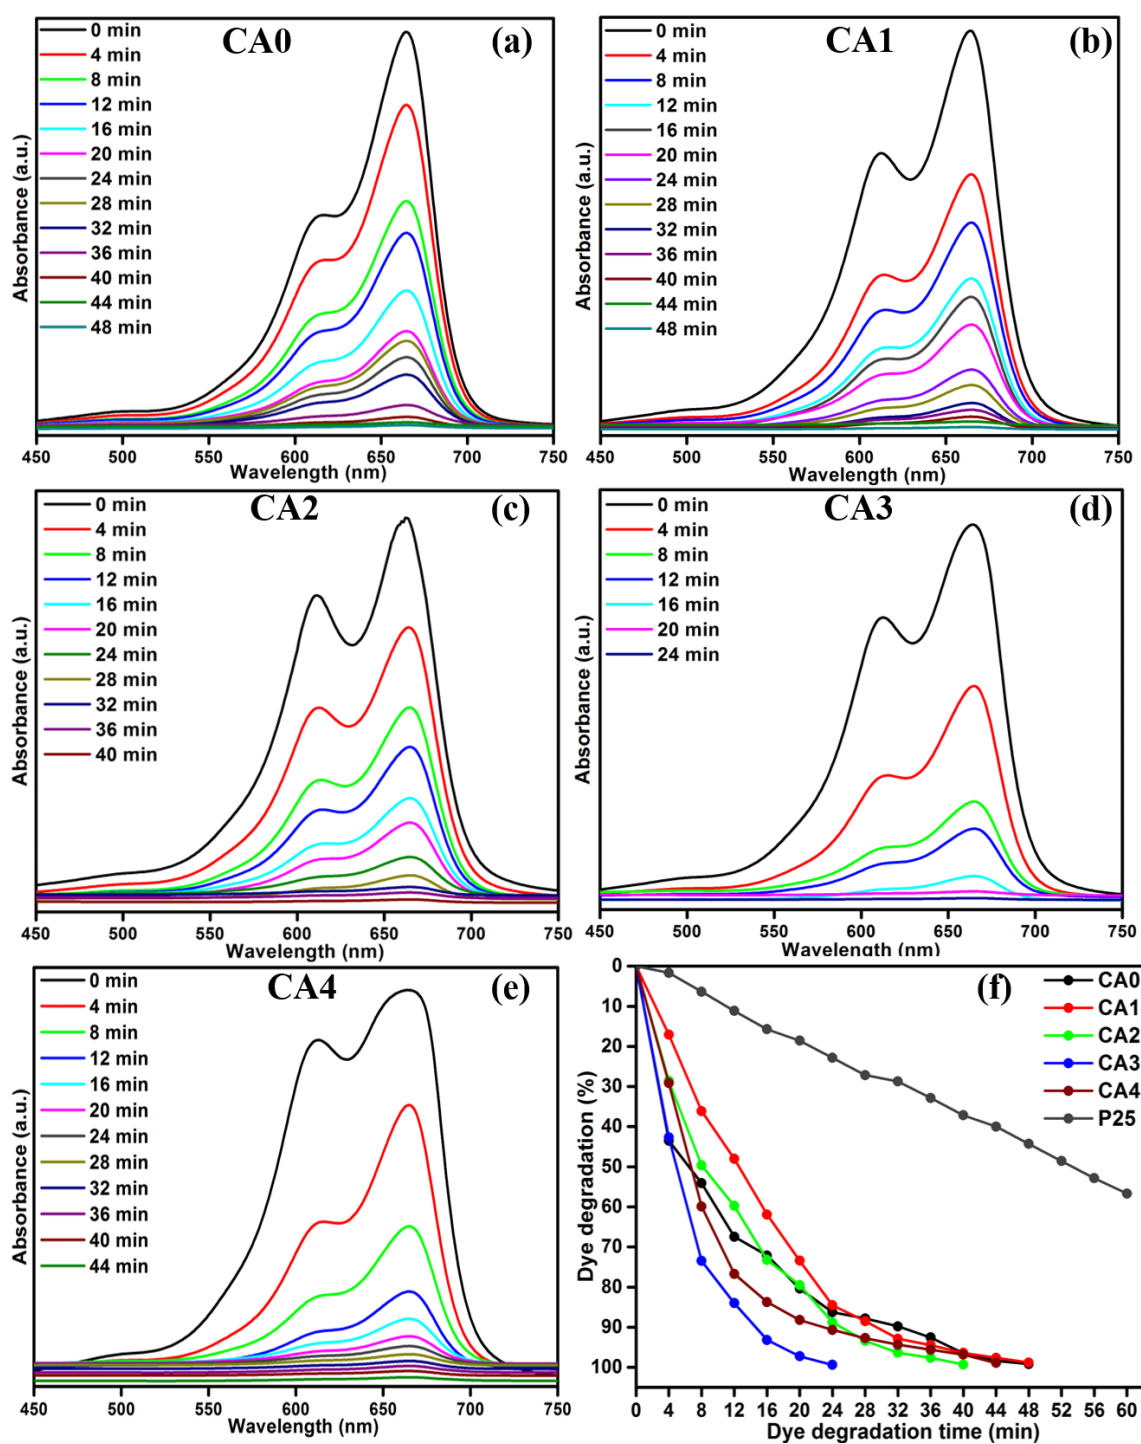 CA0
(a)
0 min
4 min
8 min
12 min
16 min
20 min
24 min
28 min
32 min
36 min
40 min
44 min
48 min
Absorbance (a.u.)
450 500 550 600 650 700 750
Wavelength (nm)
CA1
(b)
0 min
4 min
8 min
12 min
16 min
20 min
24 min
28 min
32 min
36 min
40 min
44 min
48 min
Absorbance (a.u.)
450 500 550 600 650 700 750
Wavelength (nm)
CA2
(c)
0 min
4 min
8 min
12 min
16 min
20 min
24 min
28 min
32 min
36 min
40 min
Absorbance (a.u.)
450 500 550 600 650 700 750
Wavelength (nm)
CA3
(d)
0 min
4 min
8 min
12 min
16 min
20 min
24 min
Absorbance (a.u.)
450 500 550 600 650 700 750
Wavelength (nm)
CA4
(e)
0 min
4 min
8 min
12 min
16 min
20 min
24 min
28 min
32 min
36 min
40 min
44 min
Absorbance (a.u.)
450 500 550 600 650 700 750
Wavelength (nm)
(f)
CA0
CA1
CA2
CA3
CA4
P25
Dye degradation (%)
0
10
20
30
40
50
60
70
80
90
100
0 4 8 12 16 20 24 28 32 36 40 44 48 52 56 60
Dye degradation time (min)